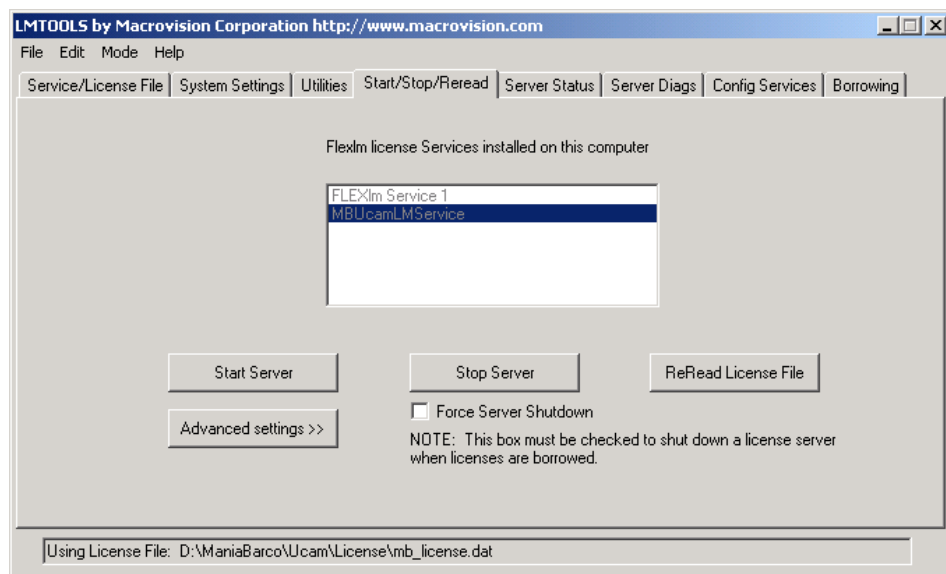 LMTOOLS by Macrovision Corporation http://www.macrovision.com
File Edit Mode Help
Service/License File System Settings Utilities Start/Stop/Reread Server Status Server Diags Config Services Borrowing
Flexlm license Services installed on this computer
FLEXlm Service 1
MBUcamLMService
Start Server Stop Server ReRead License File
Advanced settings >> Force Server Shutdown
NOTE: This box must be checked to shut down a license server
when licenses are borrowed.
Using License File: D:\ManiaBarco\Ucam\License\mb_license.dat